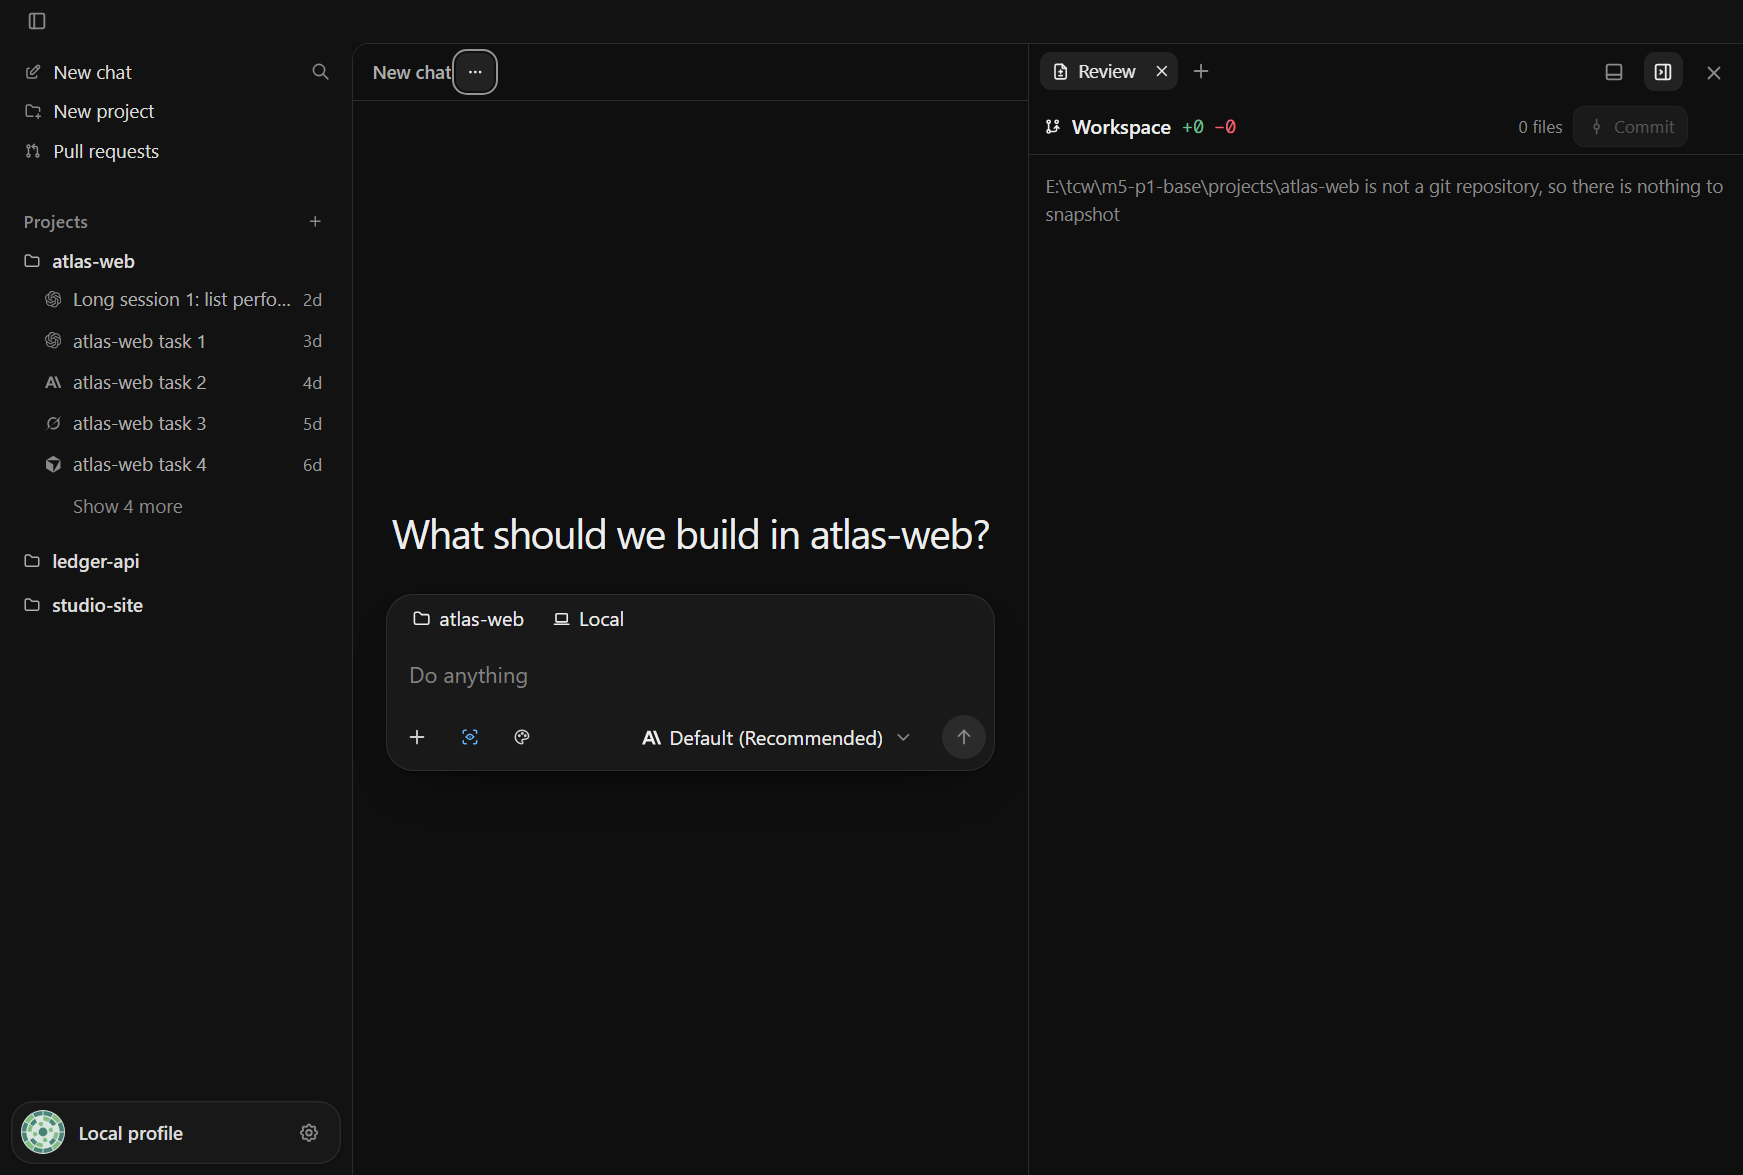 New chat
New project
Pull requests
Projects
atlas-web
Long session 1: list perfo... 2d
atlas-web task 1 3d
atlas-web task 2 4d
atlas-web task 3 5d
atlas-web task 4 6d
Show 4 more
ledger-api
studio-site
Local profile
New chat
What should we build in atlas-web?
atlas-web Local
Do anything
Default (Recommended)
Review
Workspace +0 -0 0 files Commit
E:\tcw\m5-p1-base\projects\atlas-web is not a git repository, so there is nothing to
snapshot